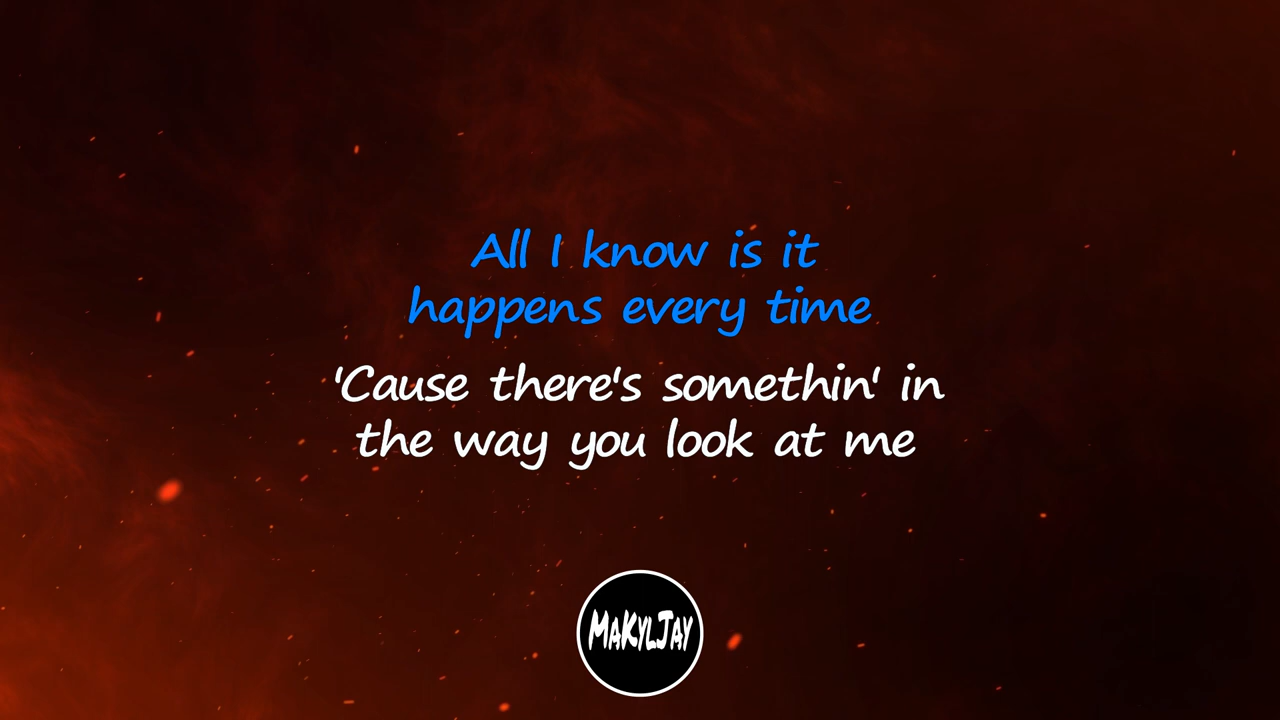 All I know is it
happens every time
'Cause there's somethin' in
the way you look at me
MAKYLJAY